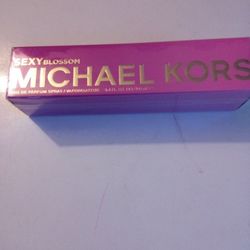 SEXY BLOSSOM
MICHAEL KORS
EAU DE PARFUM SPRAY / VAPORISATEUR